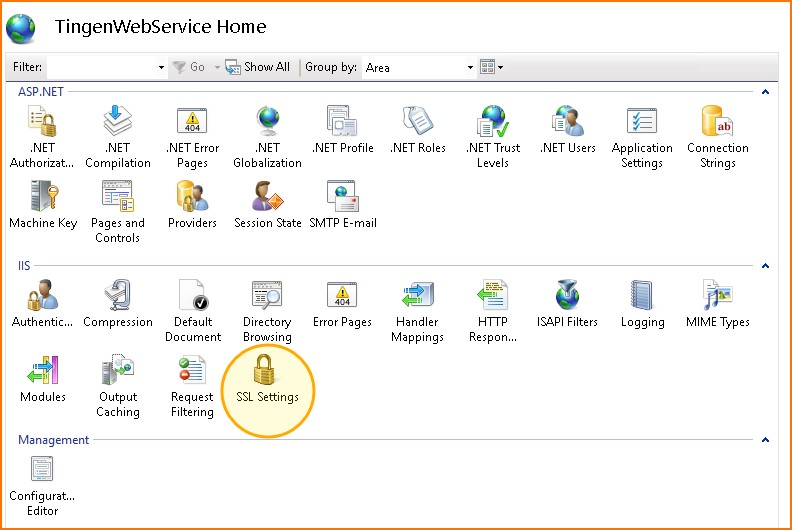 TingenWebService Home
Filter: Go Show All Group by: Area
ASP.NET
.NET Authorizat... .NET Compilation .NET Error Pages .NET Globalization .NET Profile .NET Roles .NET Trust Levels .NET Users Application Settings Connection Strings
Machine Key Pages and Controls Providers Session State SMTP E-mail
IIS
Authentic... Compression Default Document Directory Browsing Error Pages Handler Mappings HTTP Respon... ISAPI Filters Logging MIME Types
Modules Output Caching Request Filtering SSL Settings
Management
Configurat... Editor